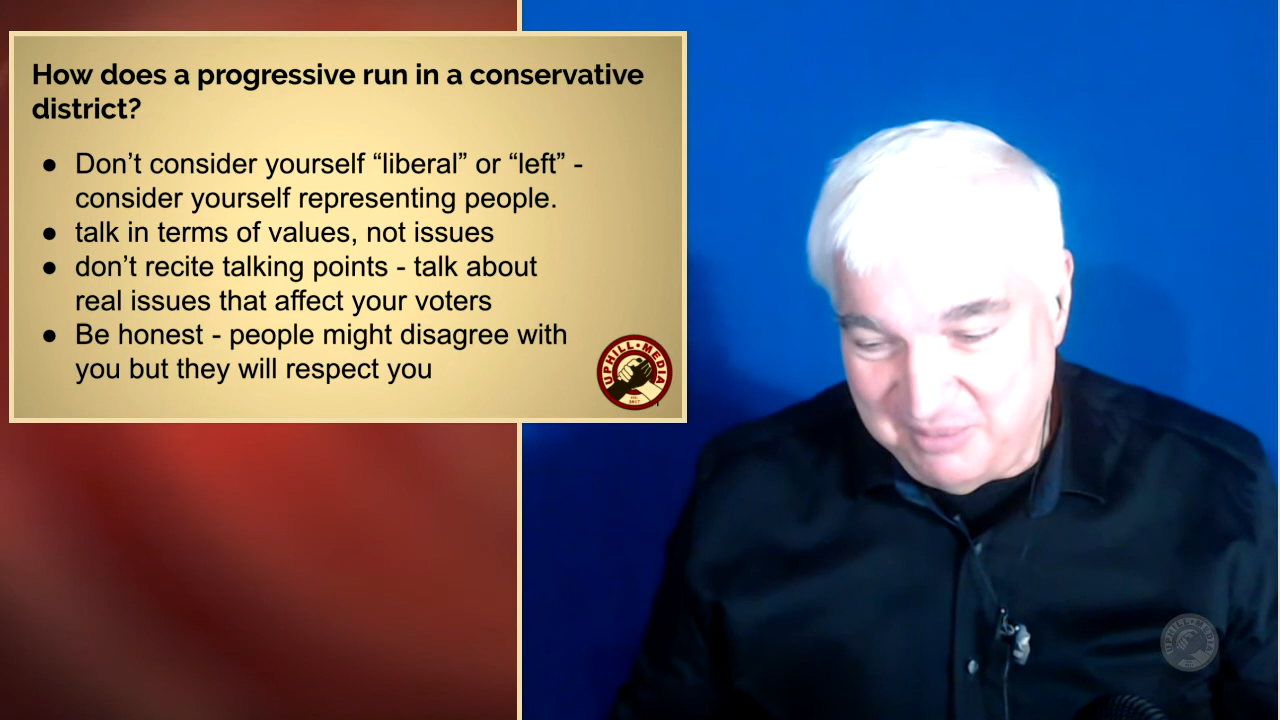 How does a progressive run in a conservative
district?
● Don’t consider yourself “liberal” or “left” -
consider yourself representing people.
● talk in terms of values, not issues
● don’t recite talking points - talk about
real issues that affect your voters
● Be honest - people might disagree with
you but they will respect you
UPHILL MEDIA